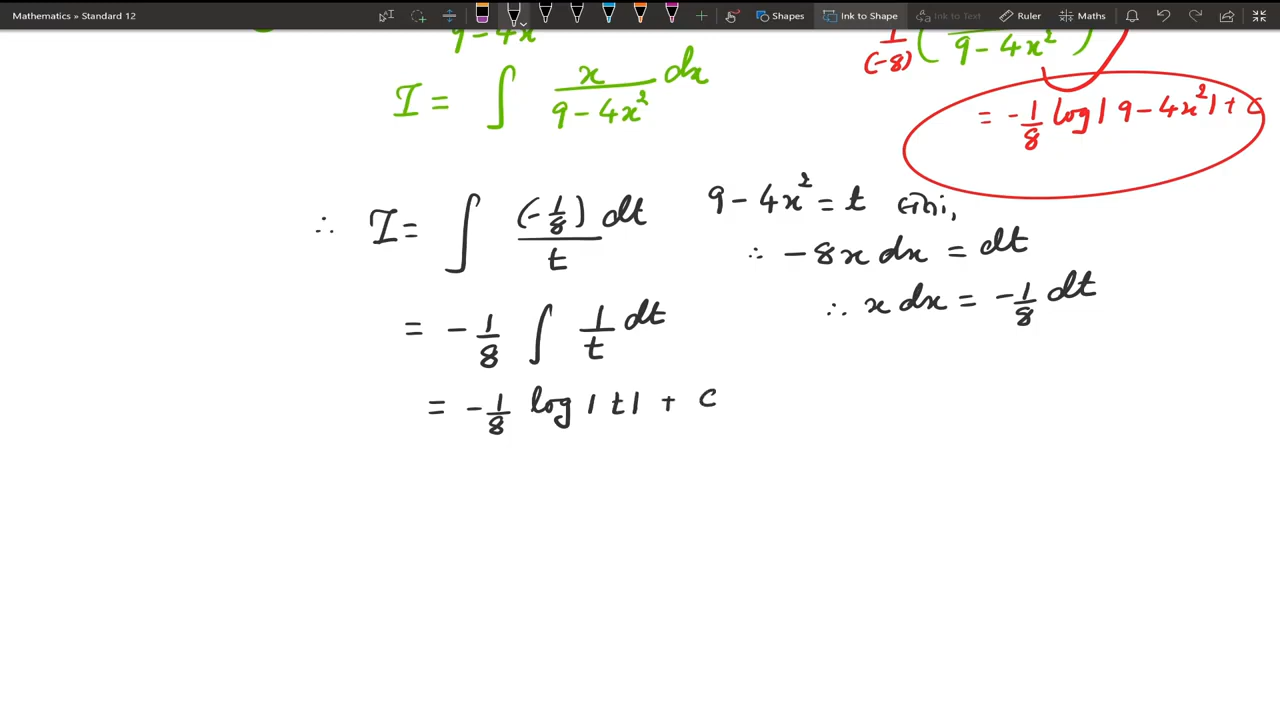 Mathematics » Standard 12
Shapes
Ink to Shape
Ink to Text
Ruler
Maths
9 - 4x
I = ∫ x / (9 - 4x²) dx
1/(-8) ( / 9 - 4x² )
= -1/8 log | 9 - 4x² | + c
∴ I = ∫ (-1/8) dt / t
9 - 4x² = t
∴ -8x dx = dt
∴ x dx = -1/8 dt
= -1/8 ∫ 1/t dt
= -1/8 log | t | + c